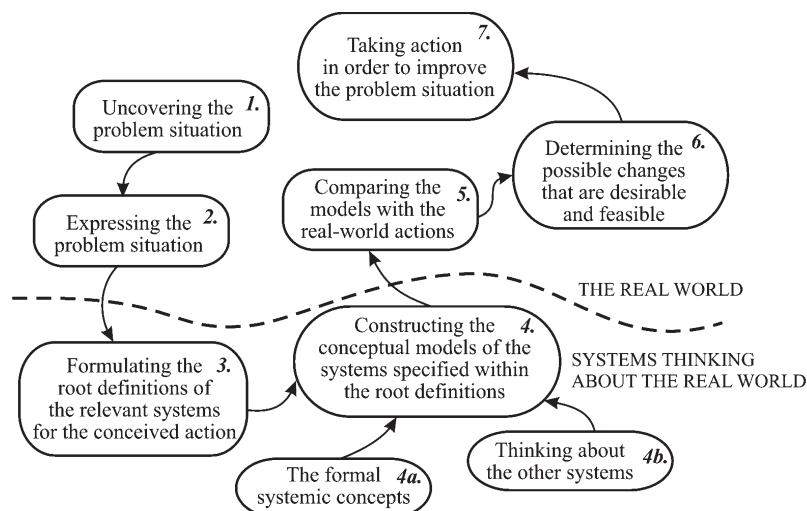 1.
Uncovering the
problem situation
2.
Expressing the
problem situation
3.
Formulating the
root definitions of
the relevant systems
for the conceived action
4.
Constructing the
conceptual models of the
systems specified within
the root definitions
4a.
The formal
systemic concepts
4b.
Thinking about
the other systems
5.
Comparing the
models with the
real-world actions
6.
Determining the
possible changes
that are desirable
and feasible
7.
Taking action
in order to improve
the problem situation
THE REAL WORLD
SYSTEMS THINKING
ABOUT THE REAL WORLD